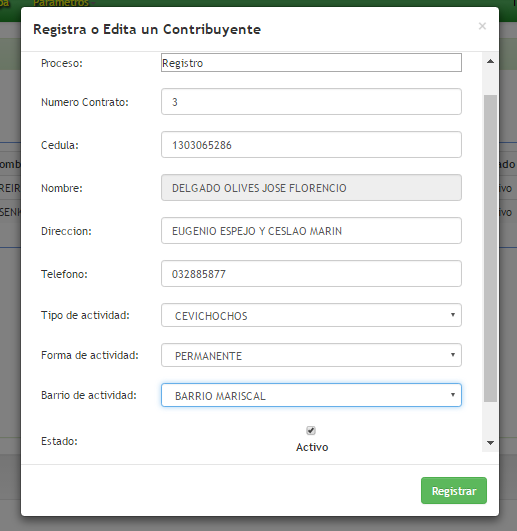 Parametros
Registra o Edita un Contribuyente ×
Proceso: Registro
Numero Contrato: 3
Cedula: 1303065286
Nombre: DELGADO OLIVES JOSE FLORENCIO
Direccion: EUGENIO ESPEJO Y CESLAO MARIN
Telefono: 032885877
Tipo de actividad: CEVICHOCHOS
Forma de actividad: PERMANENTE
Barrio de actividad: BARRIO MARISCAL
Estado:
Activo
Registrar